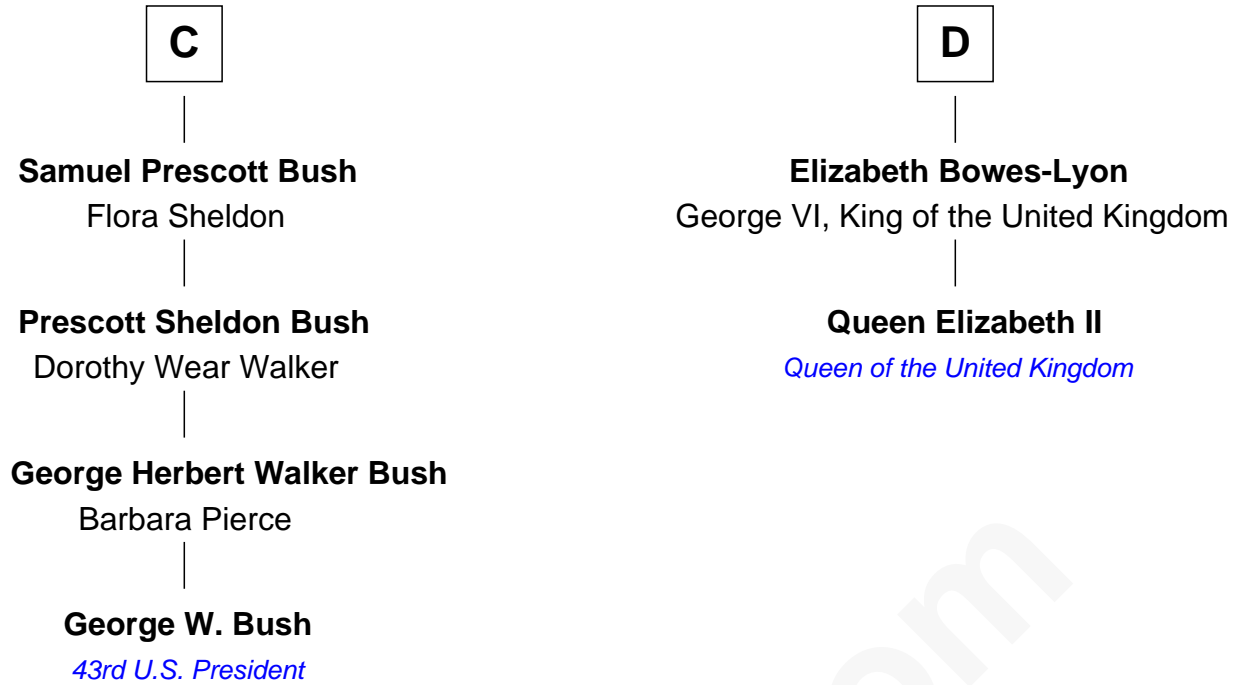 C
Samuel Prescott Bush
Flora Sheldon
Prescott Sheldon Bush
Dorothy Wear Walker
George Herbert Walker Bush
Barbara Pierce
George W. Bush
43rd U.S. President
D
Elizabeth Bowes-Lyon
George VI, King of the United Kingdom
Queen Elizabeth II
Queen of the United Kingdom
om